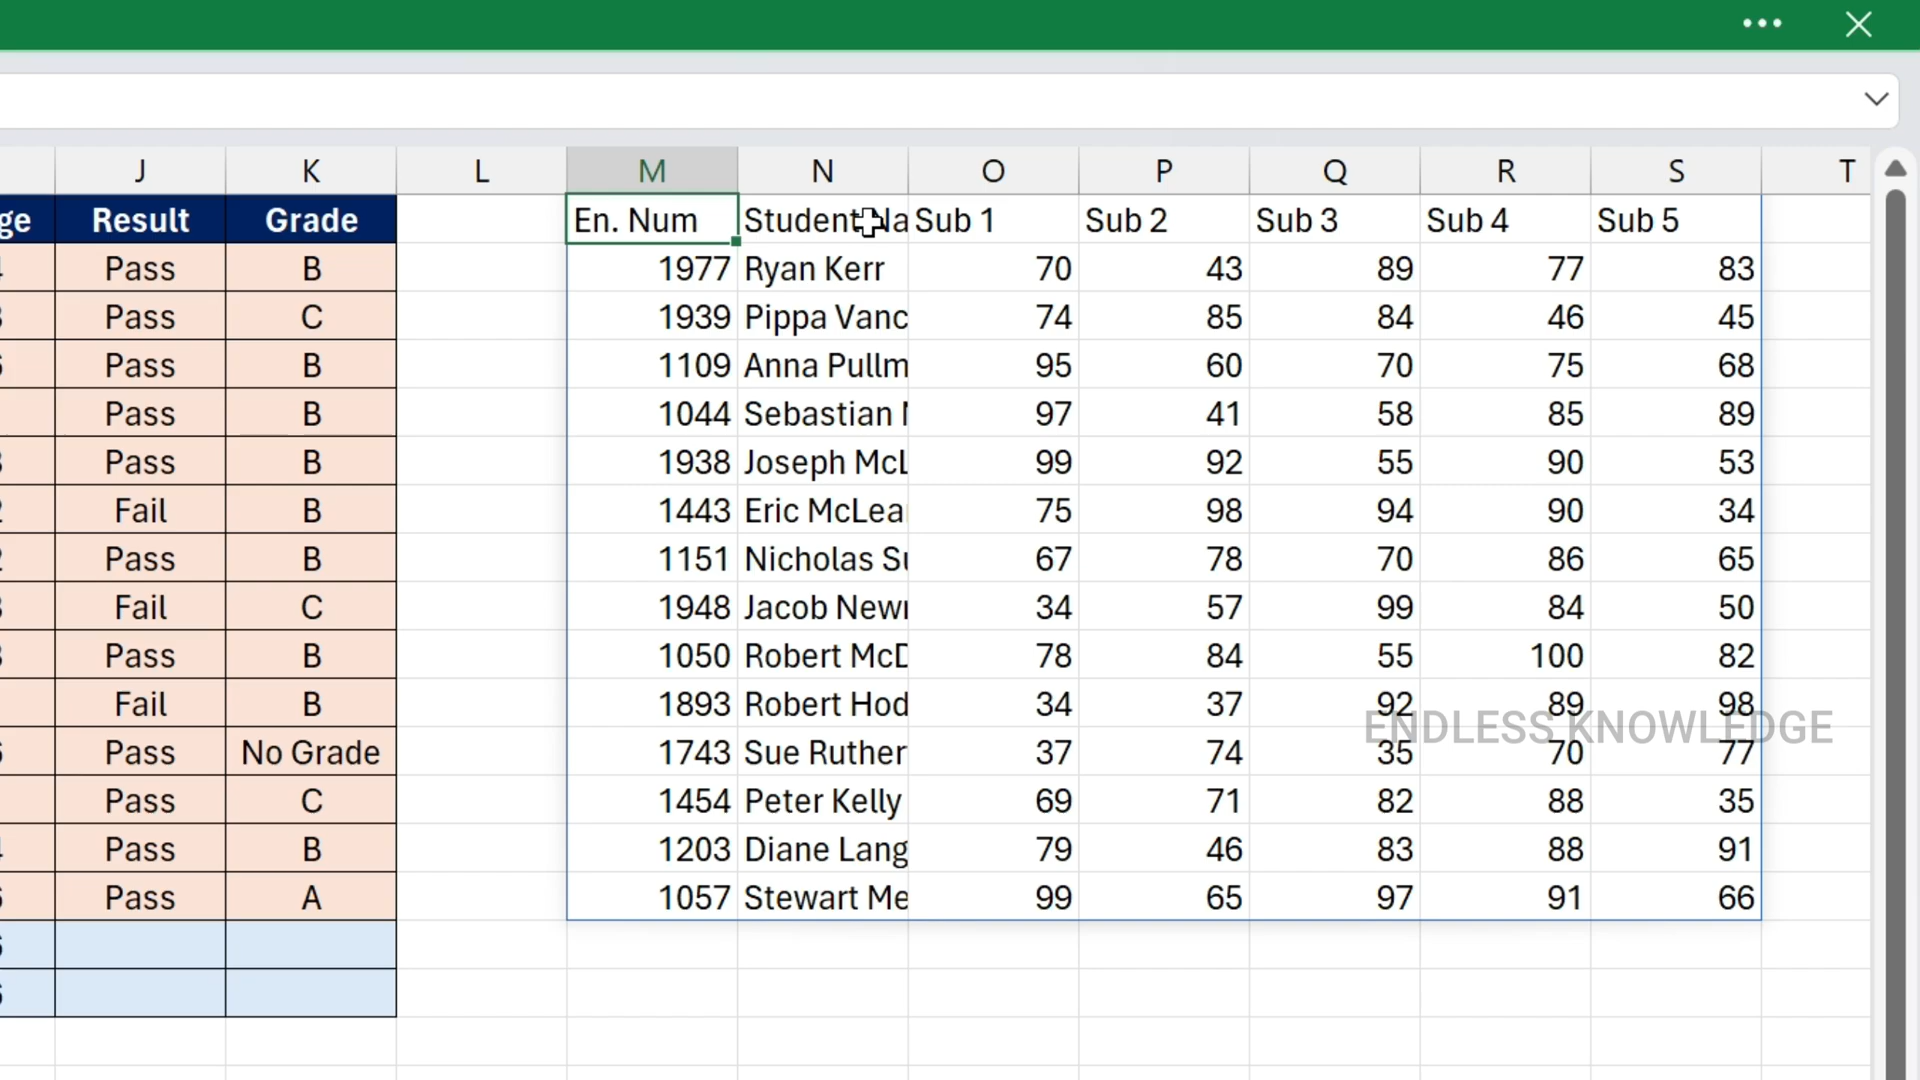 J K L M N O P Q R S T
ge Result Grade En. Num Student Na Sub 1 Sub 2 Sub 3 Sub 4 Sub 5
Pass B 1977 Ryan Kerr 70 43 89 77 83
Pass C 1939 Pippa Vanc 74 85 84 46 45
Pass B 1109 Anna Pullm 95 60 70 75 68
Pass B 1044 Sebastian 97 41 58 85 89
Pass B 1938 Joseph McL 99 92 55 90 53
Fail B 1443 Eric McLea 75 98 94 90 34
Pass B 1151 Nicholas Su 67 78 70 86 65
Fail C 1948 Jacob New 34 57 99 84 50
Pass B 1050 Robert McD 78 84 55 100 82
Fail B 1893 Robert Hod 34 37 92 89 98
ENDLESS KNOWLEDGE
Pass No Grade 1743 Sue Ruther 37 74 35 70 77
Pass C 1454 Peter Kelly 69 71 82 88 35
Pass B 1203 Diane Lang 79 46 83 88 91
Pass A 1057 Stewart Me 99 65 97 91 66